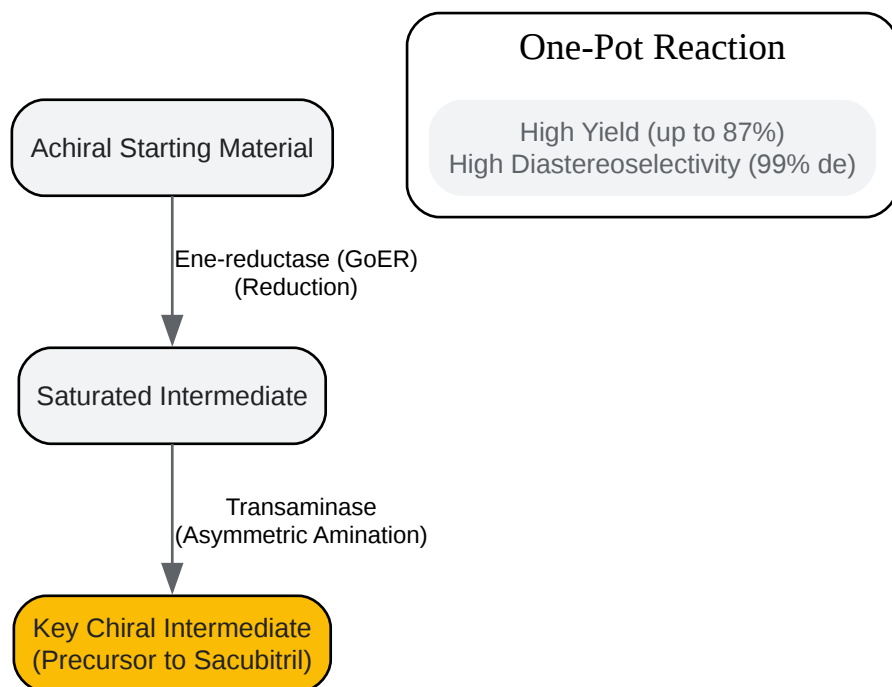 One-Pot Reaction
High Yield (up to 87%)
High Diastereoselectivity (99% de)
Achiral Starting Material
Ene-reductase (GoER)
(Reduction)
Saturated Intermediate
Transaminase
(Asymmetric Amination)
Key Chiral Intermediate
(Precursor to Sacubitril)